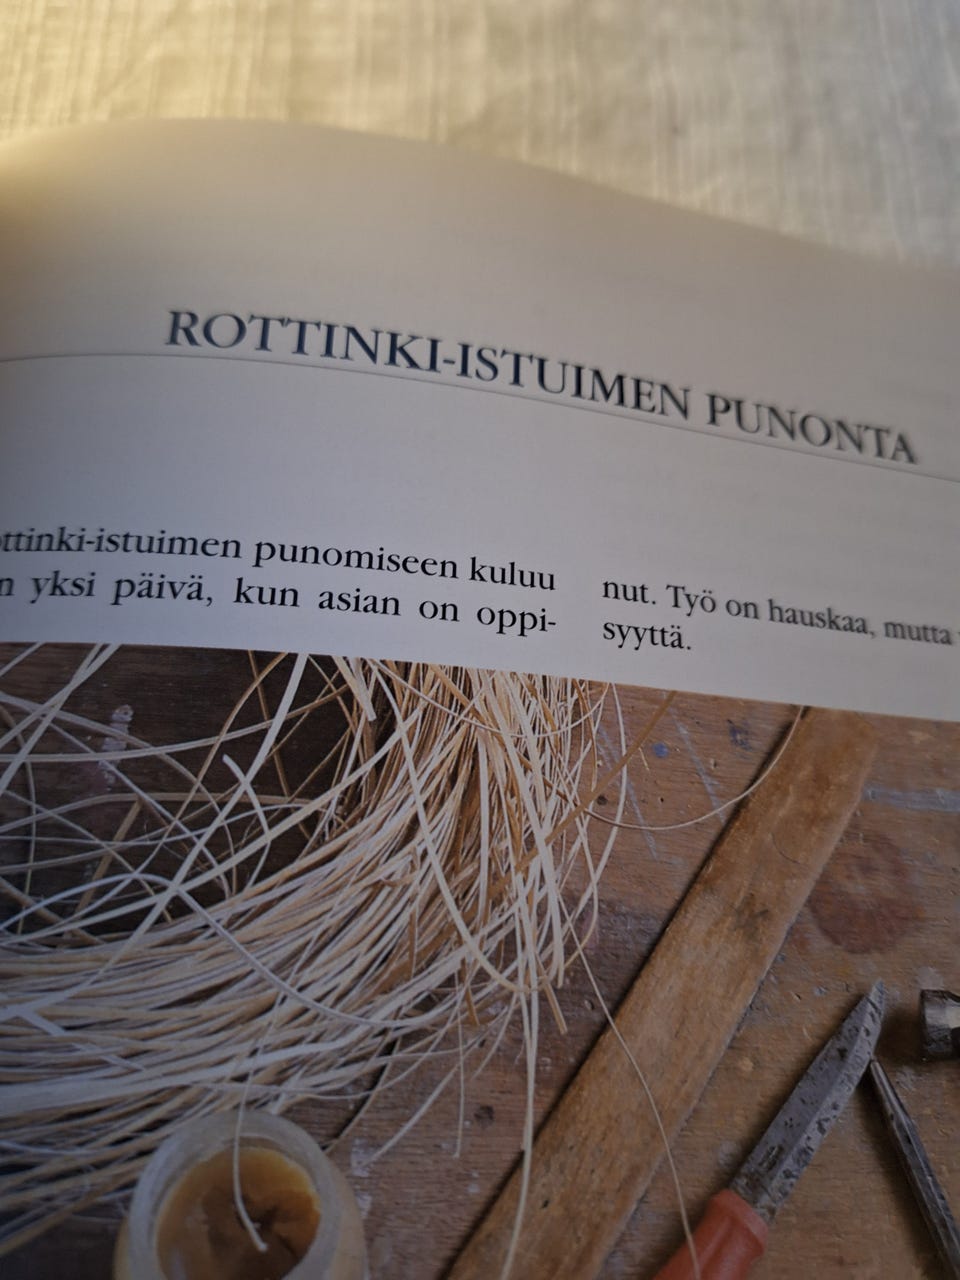 ROTTINKI-ISTUIMEN PUNONTA
ttinki-istuimen punomiseen kuluu
n yksi päivä, kun asian on oppi-
nut. Työ on hauskaa, mutta
syyttä.